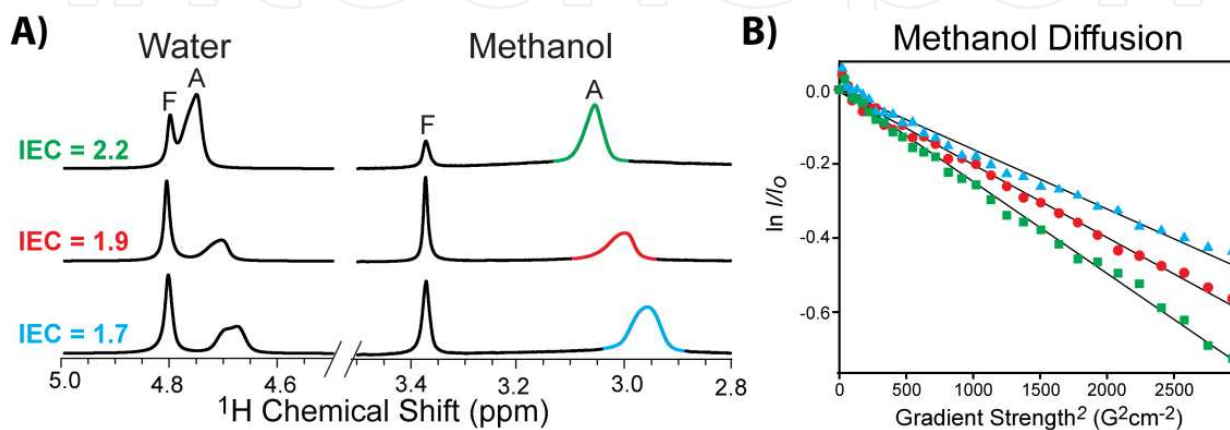 A)
Water
Methanol
F
A
F
A
IEC = 2.2
IEC = 1.9
IEC = 1.7
5.0
4.8
4.6
3.4
3.2
3.0
2.8
¹H Chemical Shift (ppm)
B)
Methanol Diffusion
0.0
-0.2
-0.4
-0.6
ln I/Io
0
500
1000
1500
2000
2500
Gradient Strength² (G²cm⁻²)